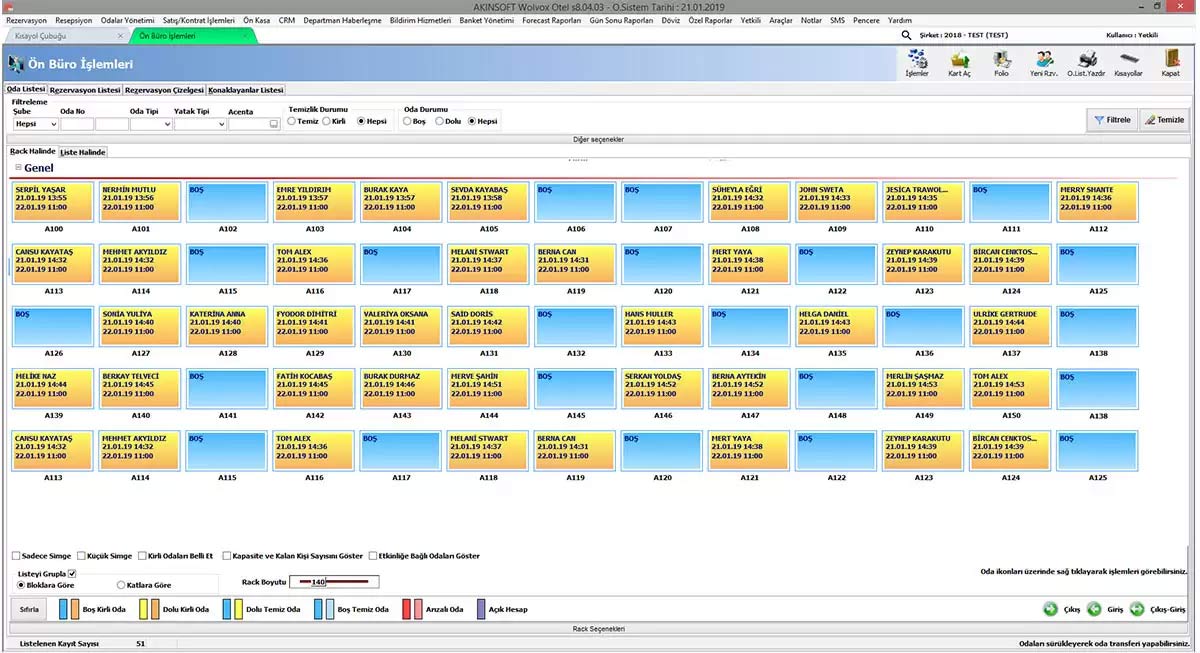 AKINSOFT Wolvox Otel s8.04.03 - O.Sistem Tarihi : 21.01.2019
Rezervasyon Resepsiyon Odalar Yönetimi Satış/Kontrat İşlemleri Ön Kasa CRM Departman Haberleşme Bildirim Hizmetleri Banket Yönetimi Forecast Raporları Gün Sonu Raporları Döviz Özel Raporlar Yetkili Araçlar Notlar SMS Pencere Yardım
Kısayol Çubuğu Ön Büro İşlemleri Şirket : 2018 - TEST (TEST) Kullanıcı : Yetkili
Ön Büro İşlemleri
İşlemler Kart Aç Folio Yeni Rzv. O.List.Yazdır Kısayollar Kapat
Oda Listesi Rezervasyon Listesi Rezervasyon Çizelgesi Konaklayanlar Listesi
Filtreleme
Şube Oda No Oda Tipi Yatak Tipi Acenta Temizlik Durumu Oda Durumu
Hepsi Temiz Kirli Hepsi Boş Dolu Hepsi Filtrele Temizle
Diğer seçenekler
Rack Halinde Liste Halinde
Genel
SERPİL YAŞAR NERMİN MUTLU BOŞ EMRE YILDIRIM BURAK KAYA SEVDA KAYABAŞ BOŞ BOŞ SÜHEYLA EĞRİ JOHN SWETA JESICA TRAWOL... BOŞ MERRY SHANTE
21.01.19 13:55 21.01.19 13:56 21.01.19 13:57 21.01.19 13:57 21.01.19 13:58 21.01.19 14:32 21.01.19 14:33 21.01.19 14:35 21.01.19 14:36
22.01.19 11:00 22.01.19 11:00 22.01.19 11:00 22.01.19 11:00 22.01.19 11:00 22.01.19 11:00 22.01.19 11:00 22.01.19 11:00 22.01.19 11:00
A100 A101 A102 A103 A104 A105 A106 A107 A108 A109 A110 A111 A112
CANSU KAYATAŞ MEHMET AKYILDIZ BOŞ TOM ALEX BOŞ MELANİ STWART BERNA CAN BOŞ MERT YAYA BOŞ ZEYNEP KARAKUTU BİRCAN CENKTOS... BOŞ
21.01.19 14:32 21.01.19 14:32 21.01.19 14:36 21.01.19 14:37 21.01.19 14:31 21.01.19 14:38 21.01.19 14:39 21.01.19 14:39
22.01.19 11:00 22.01.19 11:00 22.01.19 11:00 22.01.19 11:00 22.01.19 11:00 22.01.19 11:00 22.01.19 11:00 22.01.19 11:00
A113 A114 A115 A116 A117 A118 A119 A120 A121 A122 A123 A124 A125
BOŞ SONİA YULİYA KATERİNA ANNA FYODOR DİMİTRİ VALERİYA OKSANA SAİD DORİS BOŞ HANS MULLER BOŞ HELGA DANİEL BOŞ ULRİKE GERTRUDE BOŞ
21.01.19 14:40 21.01.19 14:40 21.01.19 14:41 21.01.19 14:41 21.01.19 14:42 21.01.19 14:43 21.01.19 14:43 21.01.19 14:44
22.01.19 11:00 22.01.19 11:00 22.01.19 11:00 22.01.19 11:00 22.01.19 11:00 22.01.19 11:00 22.01.19 11:00 22.01.19 11:00
A126 A127 A128 A129 A130 A131 A132 A133 A134 A135 A136 A137 A138
MELİKE NAZ BERKAY TELVECİ BOŞ FATİH KOCABAŞ BURAK DURMAZ MERVE ŞAHİN BOŞ SERKAN YOLDAŞ BERNA AYTEKİN BOŞ MERLİN ŞAŞMAZ TOM ALEX BOŞ
21.01.19 14:44 21.01.19 14:45 21.01.19 14:45 21.01.19 14:46 21.01.19 14:51 21.01.19 14:52 21.01.19 14:52 21.01.19 14:53 21.01.19 14:53
22.01.19 11:00 22.01.19 11:00 22.01.19 11:00 22.01.19 11:00 22.01.19 11:00 22.01.19 11:00 22.01.19 11:00 22.01.19 11:00 22.01.19 11:00
A139 A140 A141 A142 A143 A144 A145 A146 A147 A148 A149 A150 A138
CANSU KAYATAŞ MEHMET AKYILDIZ BOŞ TOM ALEX BOŞ MELANİ STWART BERNA CAN BOŞ MERT YAYA BOŞ ZEYNEP KARAKUTU BİRCAN CENKTOS... BOŞ
21.01.19 14:32 21.01.19 14:32 21.01.19 14:36 21.01.19 14:37 21.01.19 14:31 21.01.19 14:38 21.01.19 14:39 21.01.19 14:39
22.01.19 11:00 22.01.19 11:00 22.01.19 11:00 22.01.19 11:00 22.01.19 11:00 22.01.19 11:00 22.01.19 11:00 22.01.19 11:00
A113 A114 A115 A116 A117 A118 A119 A120 A121 A122 A123 A124 A125
Sadece Simge Küçük Simge Kirli Odaları Belli Et Kapasite ve Kalan Kişi Sayısını Göster Etkinliğe Bağlı Odaları Göster
Listeyi Grupla Oda ikonları üzerinde sağ tıklayarak işlemleri görebilirsiniz.
Bloklara Göre Katlara Göre Rack Boyutu 140
Sıfırla Boş Kirli Oda Dolu Kirli Oda Dolu Temiz Oda Boş Temiz Oda Arızalı Oda Açık Hesap Çıkış Giriş Çıkış-Giriş
Rack Seçenekleri
Listelenen Kayıt Sayısı 51 Odaları sürükleyerek oda transferi yapabilirsiniz.